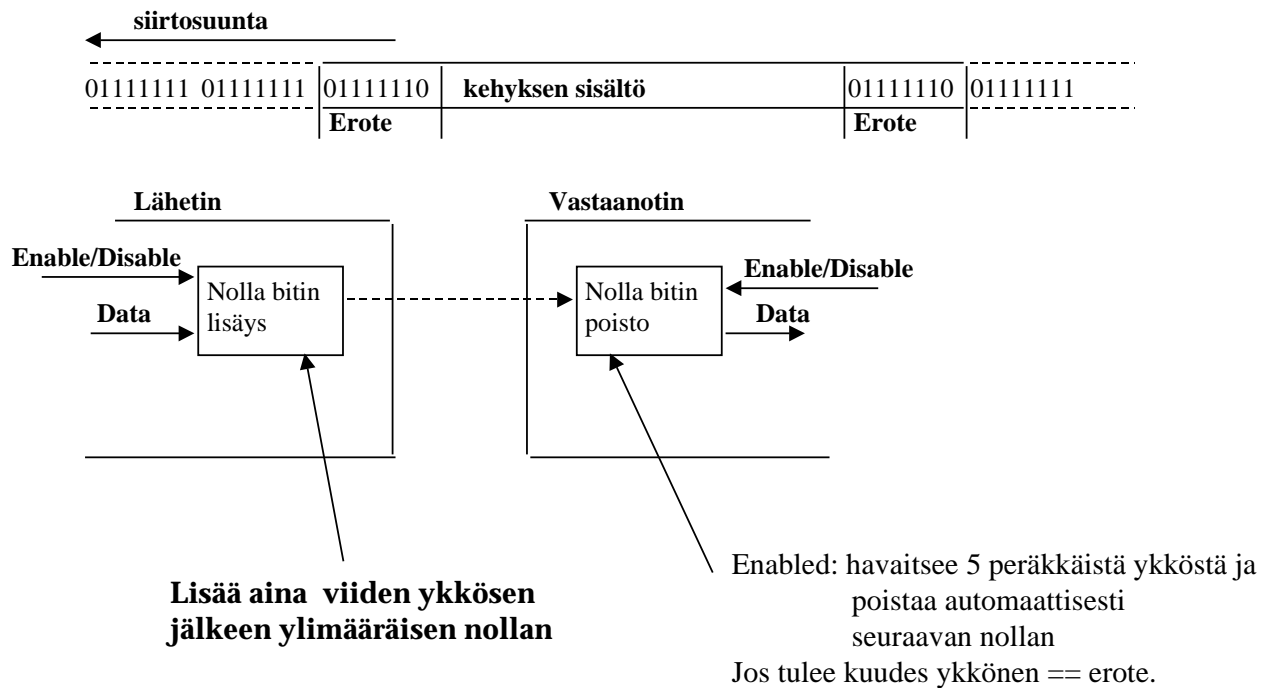 siirtosuunta
01111111 01111111 01111110 kehyksen sisältö 01111110 01111111
Erote Erote
Lähetin Vastaanotin
Enable/Disable Enable/Disable
Data Nolla bitin Nolla bitin Data
lisäys poisto
Lisää aina viiden ykkösen
jälkeen ylimääräisen nollan
Enabled: havaitsee 5 peräkkäistä ykköstä ja
poistaa automaattisesti
seuraavan nollan
Jos tulee kuudes ykkönen == erote.